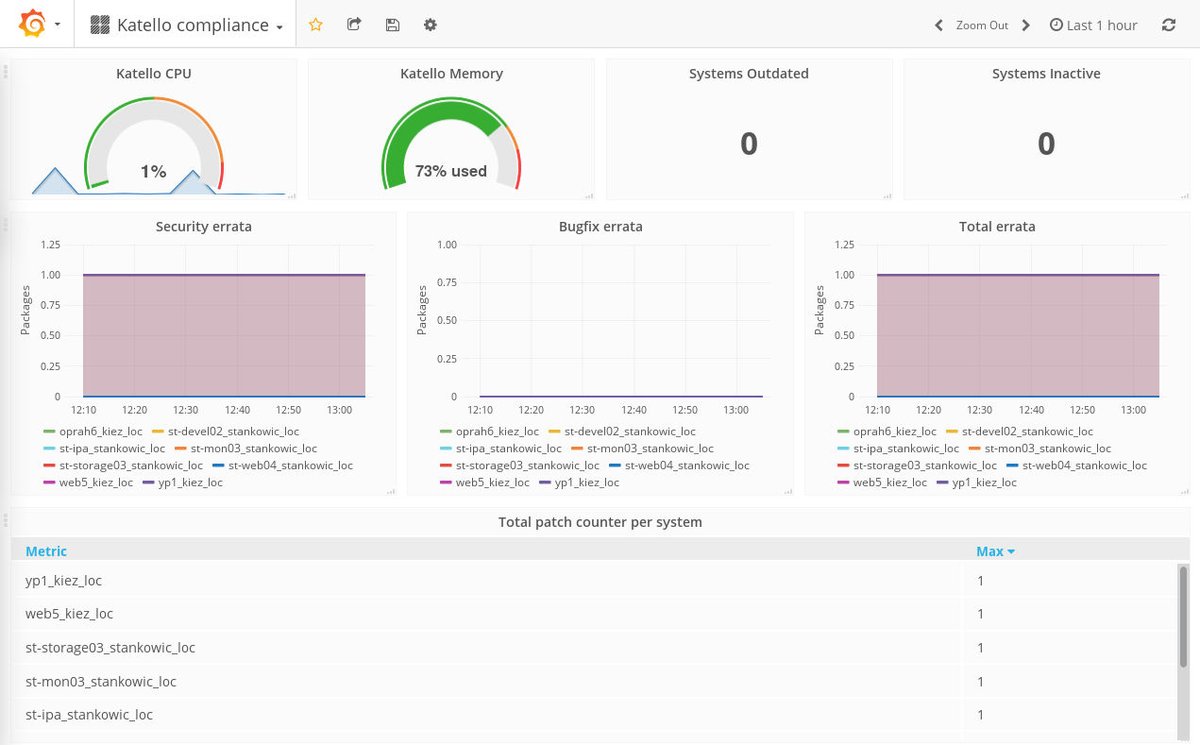 Katello compliance Zoom Out Last 1 hour
Katello CPU
1%
Katello Memory
73% used
Systems Outdated
0
Systems Inactive
0
Security errata
Packages
1.25
1.00
0.75
0.50
0.25
0
12:10 12:20 12:30 12:40 12:50 13:00
oprah6_kiez_loc st-devel02_stankowic_loc
st-ipa_stankowic_loc st-mon03_stankowic_loc
st-storage03_stankowic_loc st-web04_stankowic_loc
web5_kiez_loc yp1_kiez_loc
Bugfix errata
Packages
1.00
0.75
0.50
0.25
0
12:10 12:20 12:30 12:40 12:50 13:00
oprah6_kiez_loc st-devel02_stankowic_loc
st-ipa_stankowic_loc st-mon03_stankowic_loc
st-storage03_stankowic_loc st-web04_stankowic_loc
web5_kiez_loc yp1_kiez_loc
Total errata
Packages
1.25
1.00
0.75
0.50
0.25
0
12:10 12:20 12:30 12:40 12:50 13:00
oprah6_kiez_loc st-devel02_stankowic_loc
st-ipa_stankowic_loc st-mon03_stankowic_loc
st-storage03_stankowic_loc st-web04_stankowic_loc
web5_kiez_loc yp1_kiez_loc
Total patch counter per system
Metric Max
yp1_kiez_loc 1
web5_kiez_loc 1
st-storage03_stankowic_loc 1
st-mon03_stankowic_loc 1
st-ipa_stankowic_loc 1